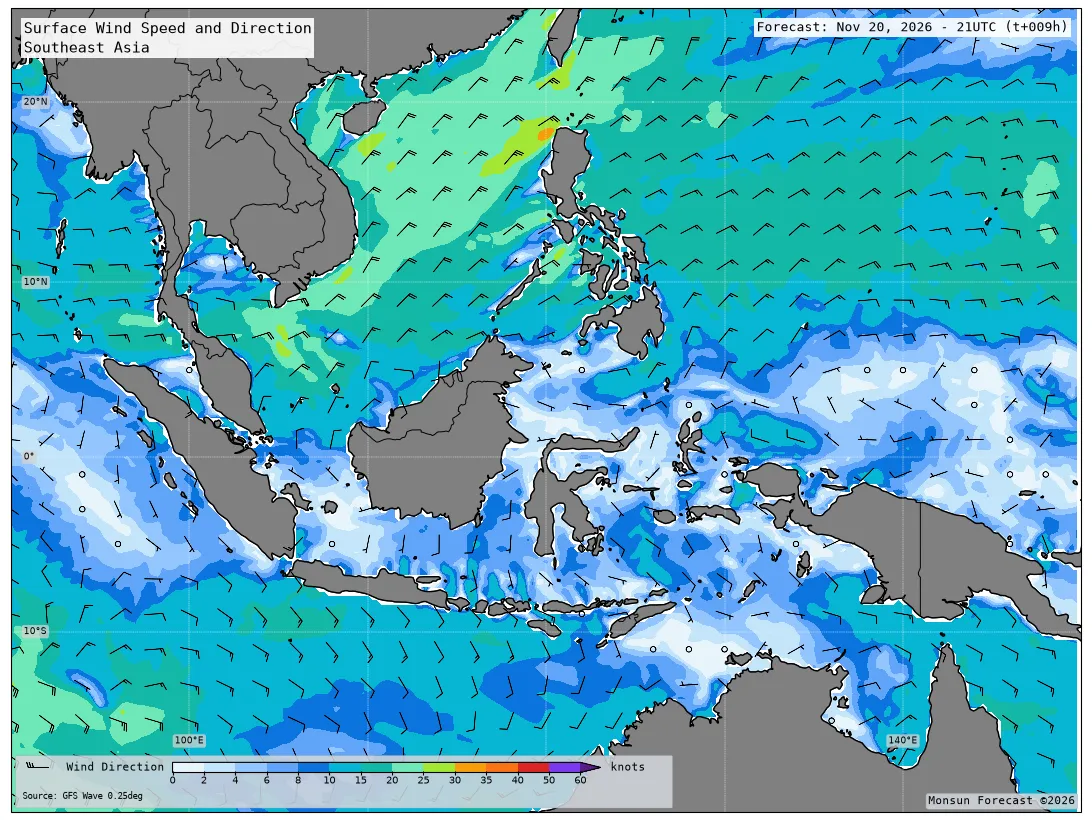 Surface Wind Speed and Direction
Southeast Asia
Forecast: Nov 20, 2026 - 21UTC (t+009h)
20°N
10°N
0°
10°S
100°E
140°E
Wind Direction
knots
0 2 4 6 8 10 15 20 25 30 35 40 50 60
Source: GFS Wave 0.25deg
Monsun Forecast ©2026